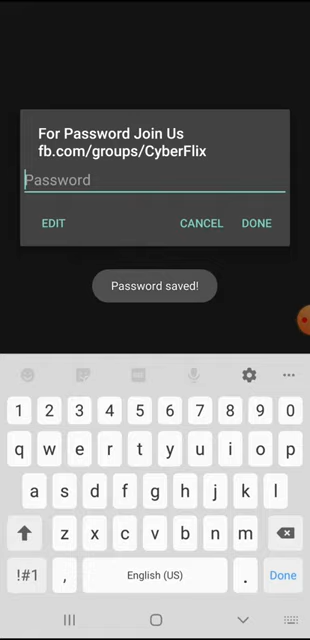 For Password Join Us
fb.com/groups/CyberFlix
Password
EDIT CANCEL DONE
Password saved!
1 2 3 4 5 6 7 8 9 0
q w e r t y u i o p
a s d f g h j k l
z x c v b n m
!#1 , English (US) . Done